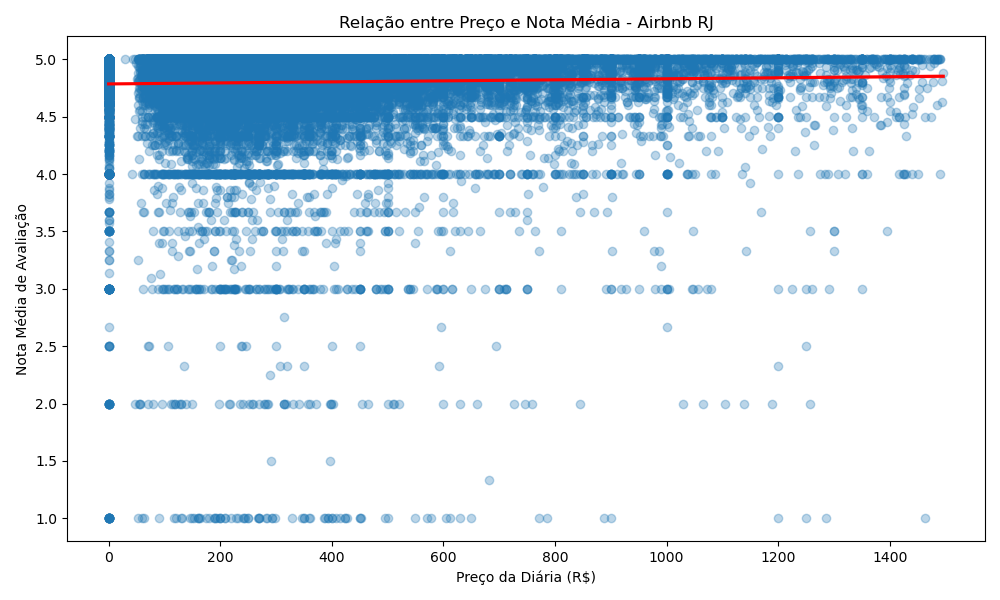 Relação entre Preço e Nota Média - Airbnb RJ
Nota Média de Avaliação
5.0
4.5
4.0
3.5
3.0
2.5
2.0
1.5
1.0
0 200 400 600 800 1000 1200 1400
Preço da Diária (R$)